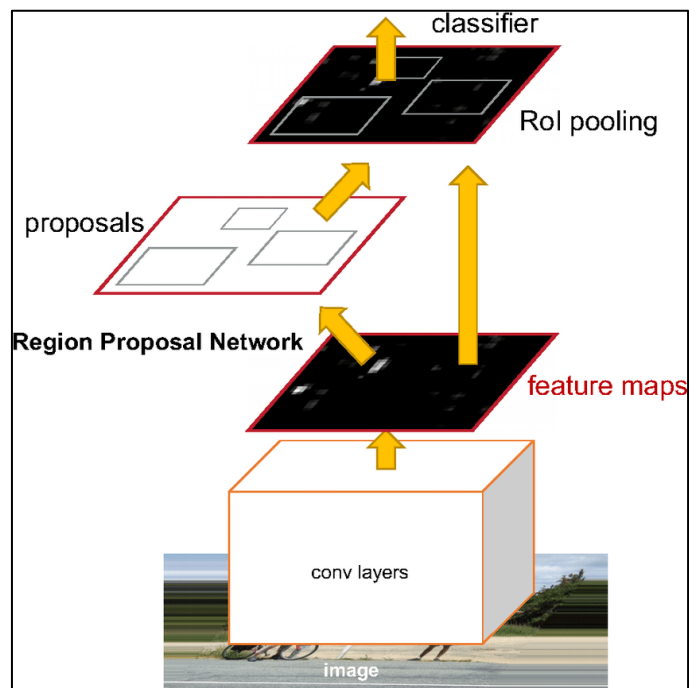 classifier
RoI pooling
proposals
Region Proposal Network
feature maps
conv layers
image